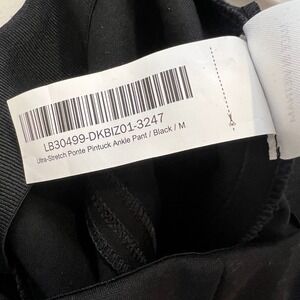 LB30499-DKBIZ01-3247
Ultra-Stretch Ponte Pintuck Ankle Pant / Black / M